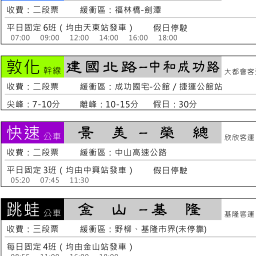 收費：二段票　緩衝區：福林橋-劍潭
平日固定6班（均由天東站發車）　假日停駛
07:00　09:00　12:00　14:00　16:00　18:00
敦化幹線　建國北路-中和成功路　大都會客
收費：二段票　緩衝區：成功國宅-公館 / 捷運公館站
尖峰：7-10分　離峰：10-15分　假日：30分
快速公車　景美-榮總　欣欣客運
收費：二段票　緩衝區：中山高速公路
平日固定3班（均由中興站發車）　假日停駛
05:20　07:45　11:30
跳蛙公車　金山-基隆　基隆客運
收費：三段票　緩衝區：野柳、基隆市界(未停靠)
每日固定4班（均由金山站發車）